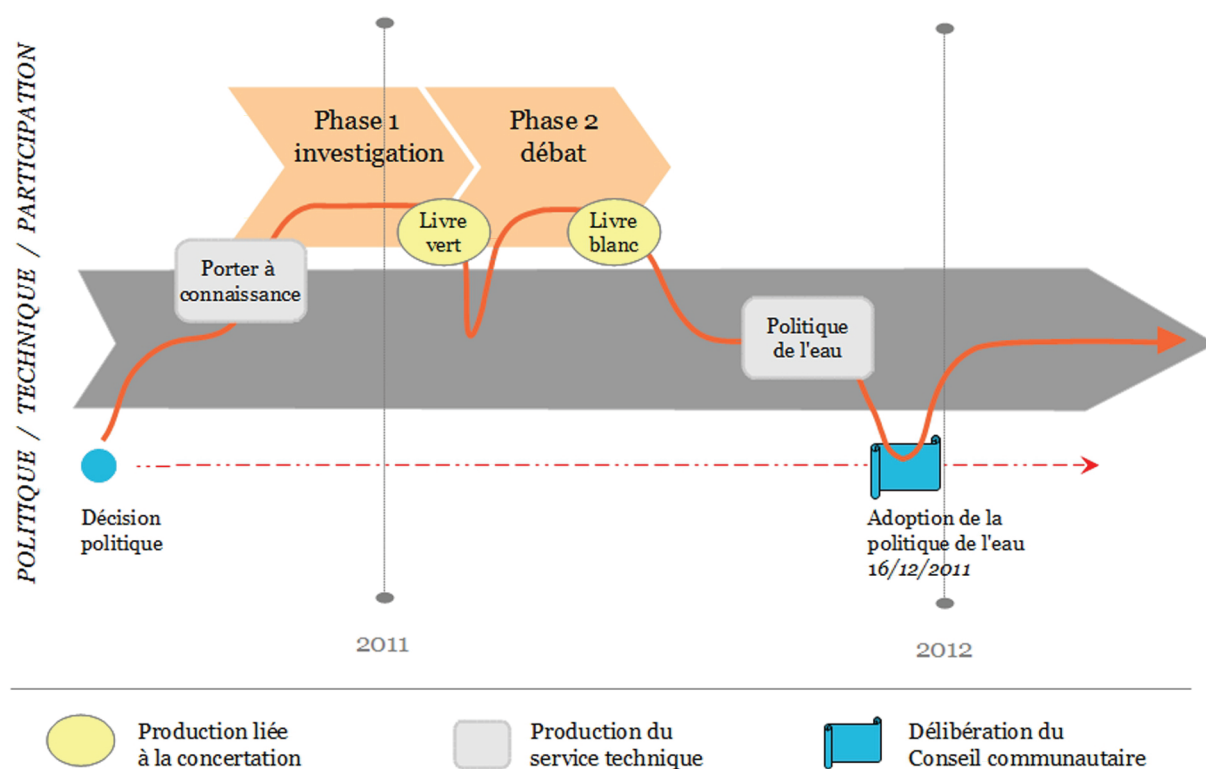 POLITIQUE / TECHNIQUE / PARTICIPATION
Phase 1
investigation
Phase 2
débat
Livre
vert
Livre
blanc
Porter à
connaissance
Politique
de l'eau
Décision
politique
Adoption de la
politique de l'eau
16/12/2011
2011
2012
Production liée
à la concertation
Production du
service technique
Délibération du
Conseil communautaire